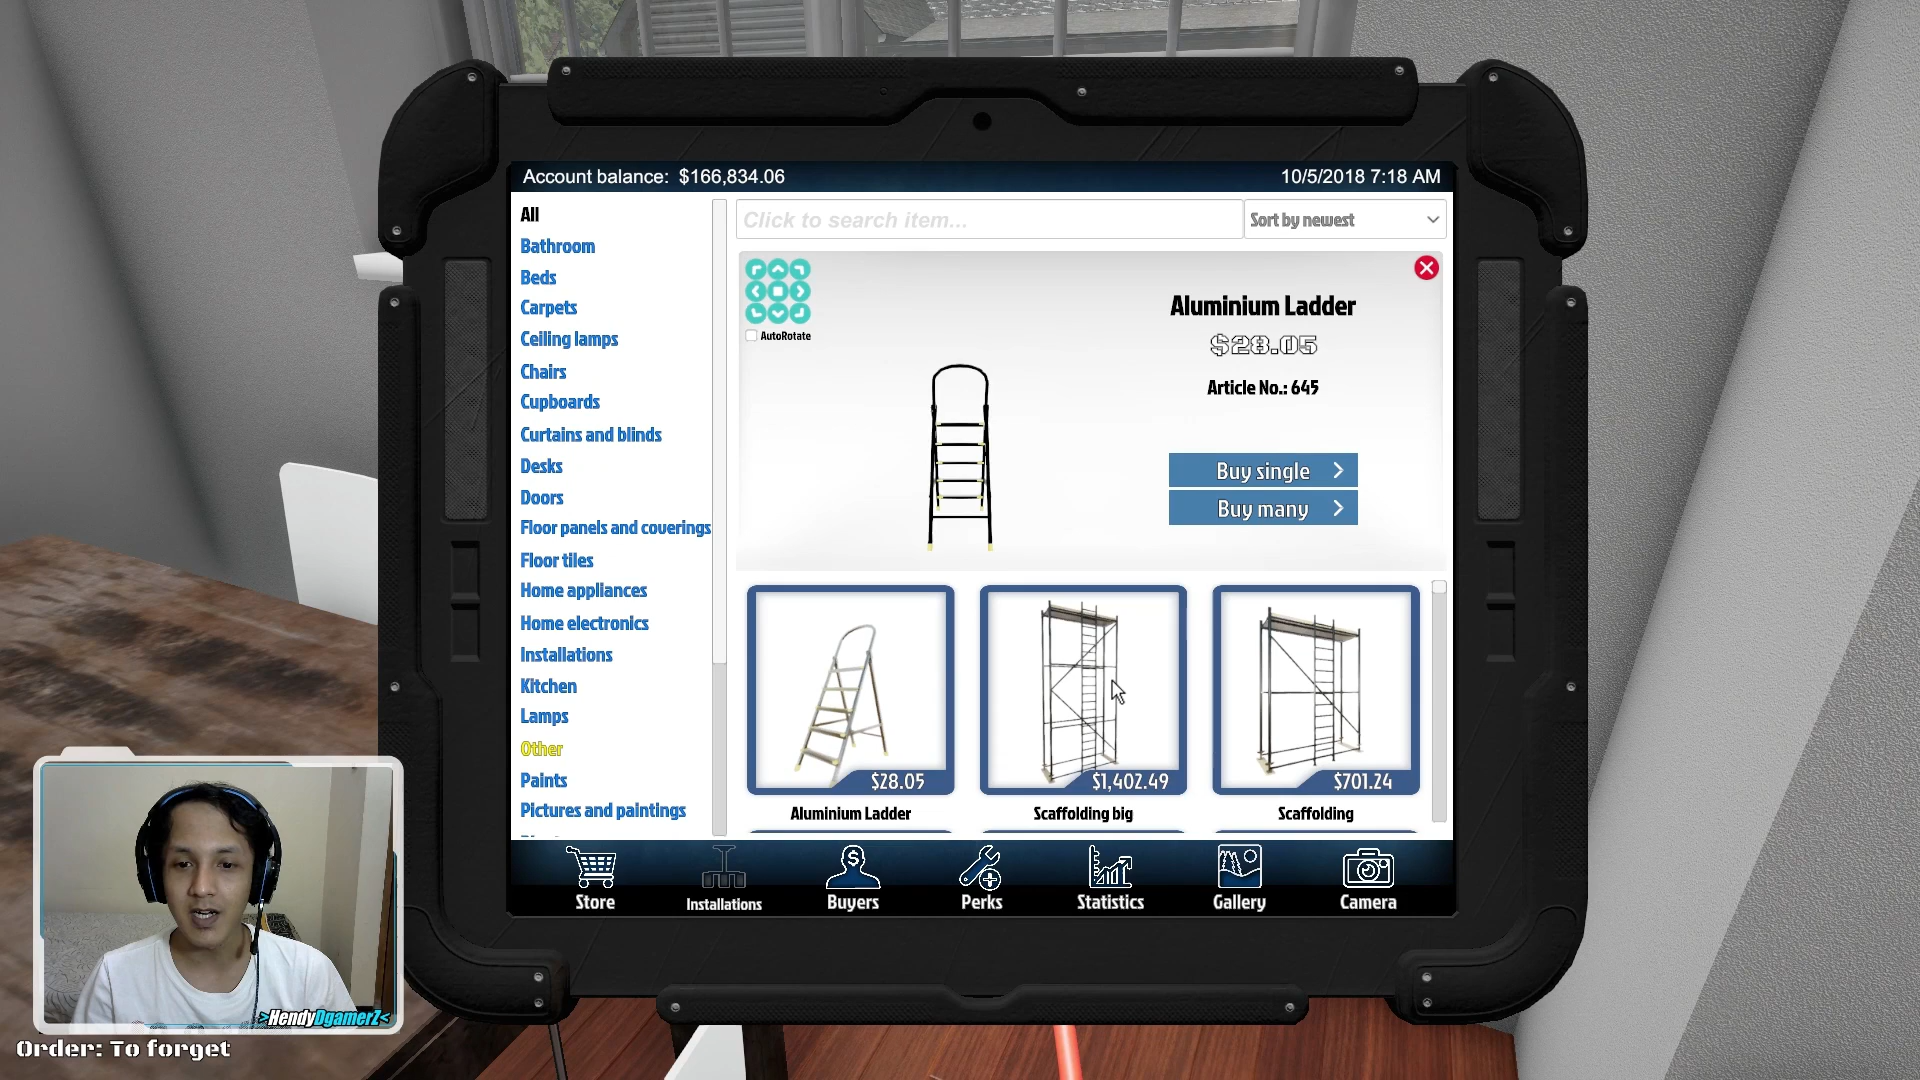 Account balance: $166,834.06
10/5/2018 7:18 AM
All
Bathroom
Beds
Carpets
Ceiling lamps
Chairs
Cupboards
Curtains and blinds
Desks
Doors
Floor panels and coverings
Floor tiles
Home appliances
Home electronics
Installations
Kitchen
Lamps
Other
Paints
Pictures and paintings
Click to search item...
Sort by newest
AutoRotate
Aluminium Ladder
$28.05
Article No.: 645
Buy single
Buy many
$28.05
$1,402.49
$701.24
Aluminium Ladder
Scaffolding big
Scaffolding
Store
Installations
Buyers
Perks
Statistics
Gallery
Camera
>HendyDgamerZ<
Order: To forget